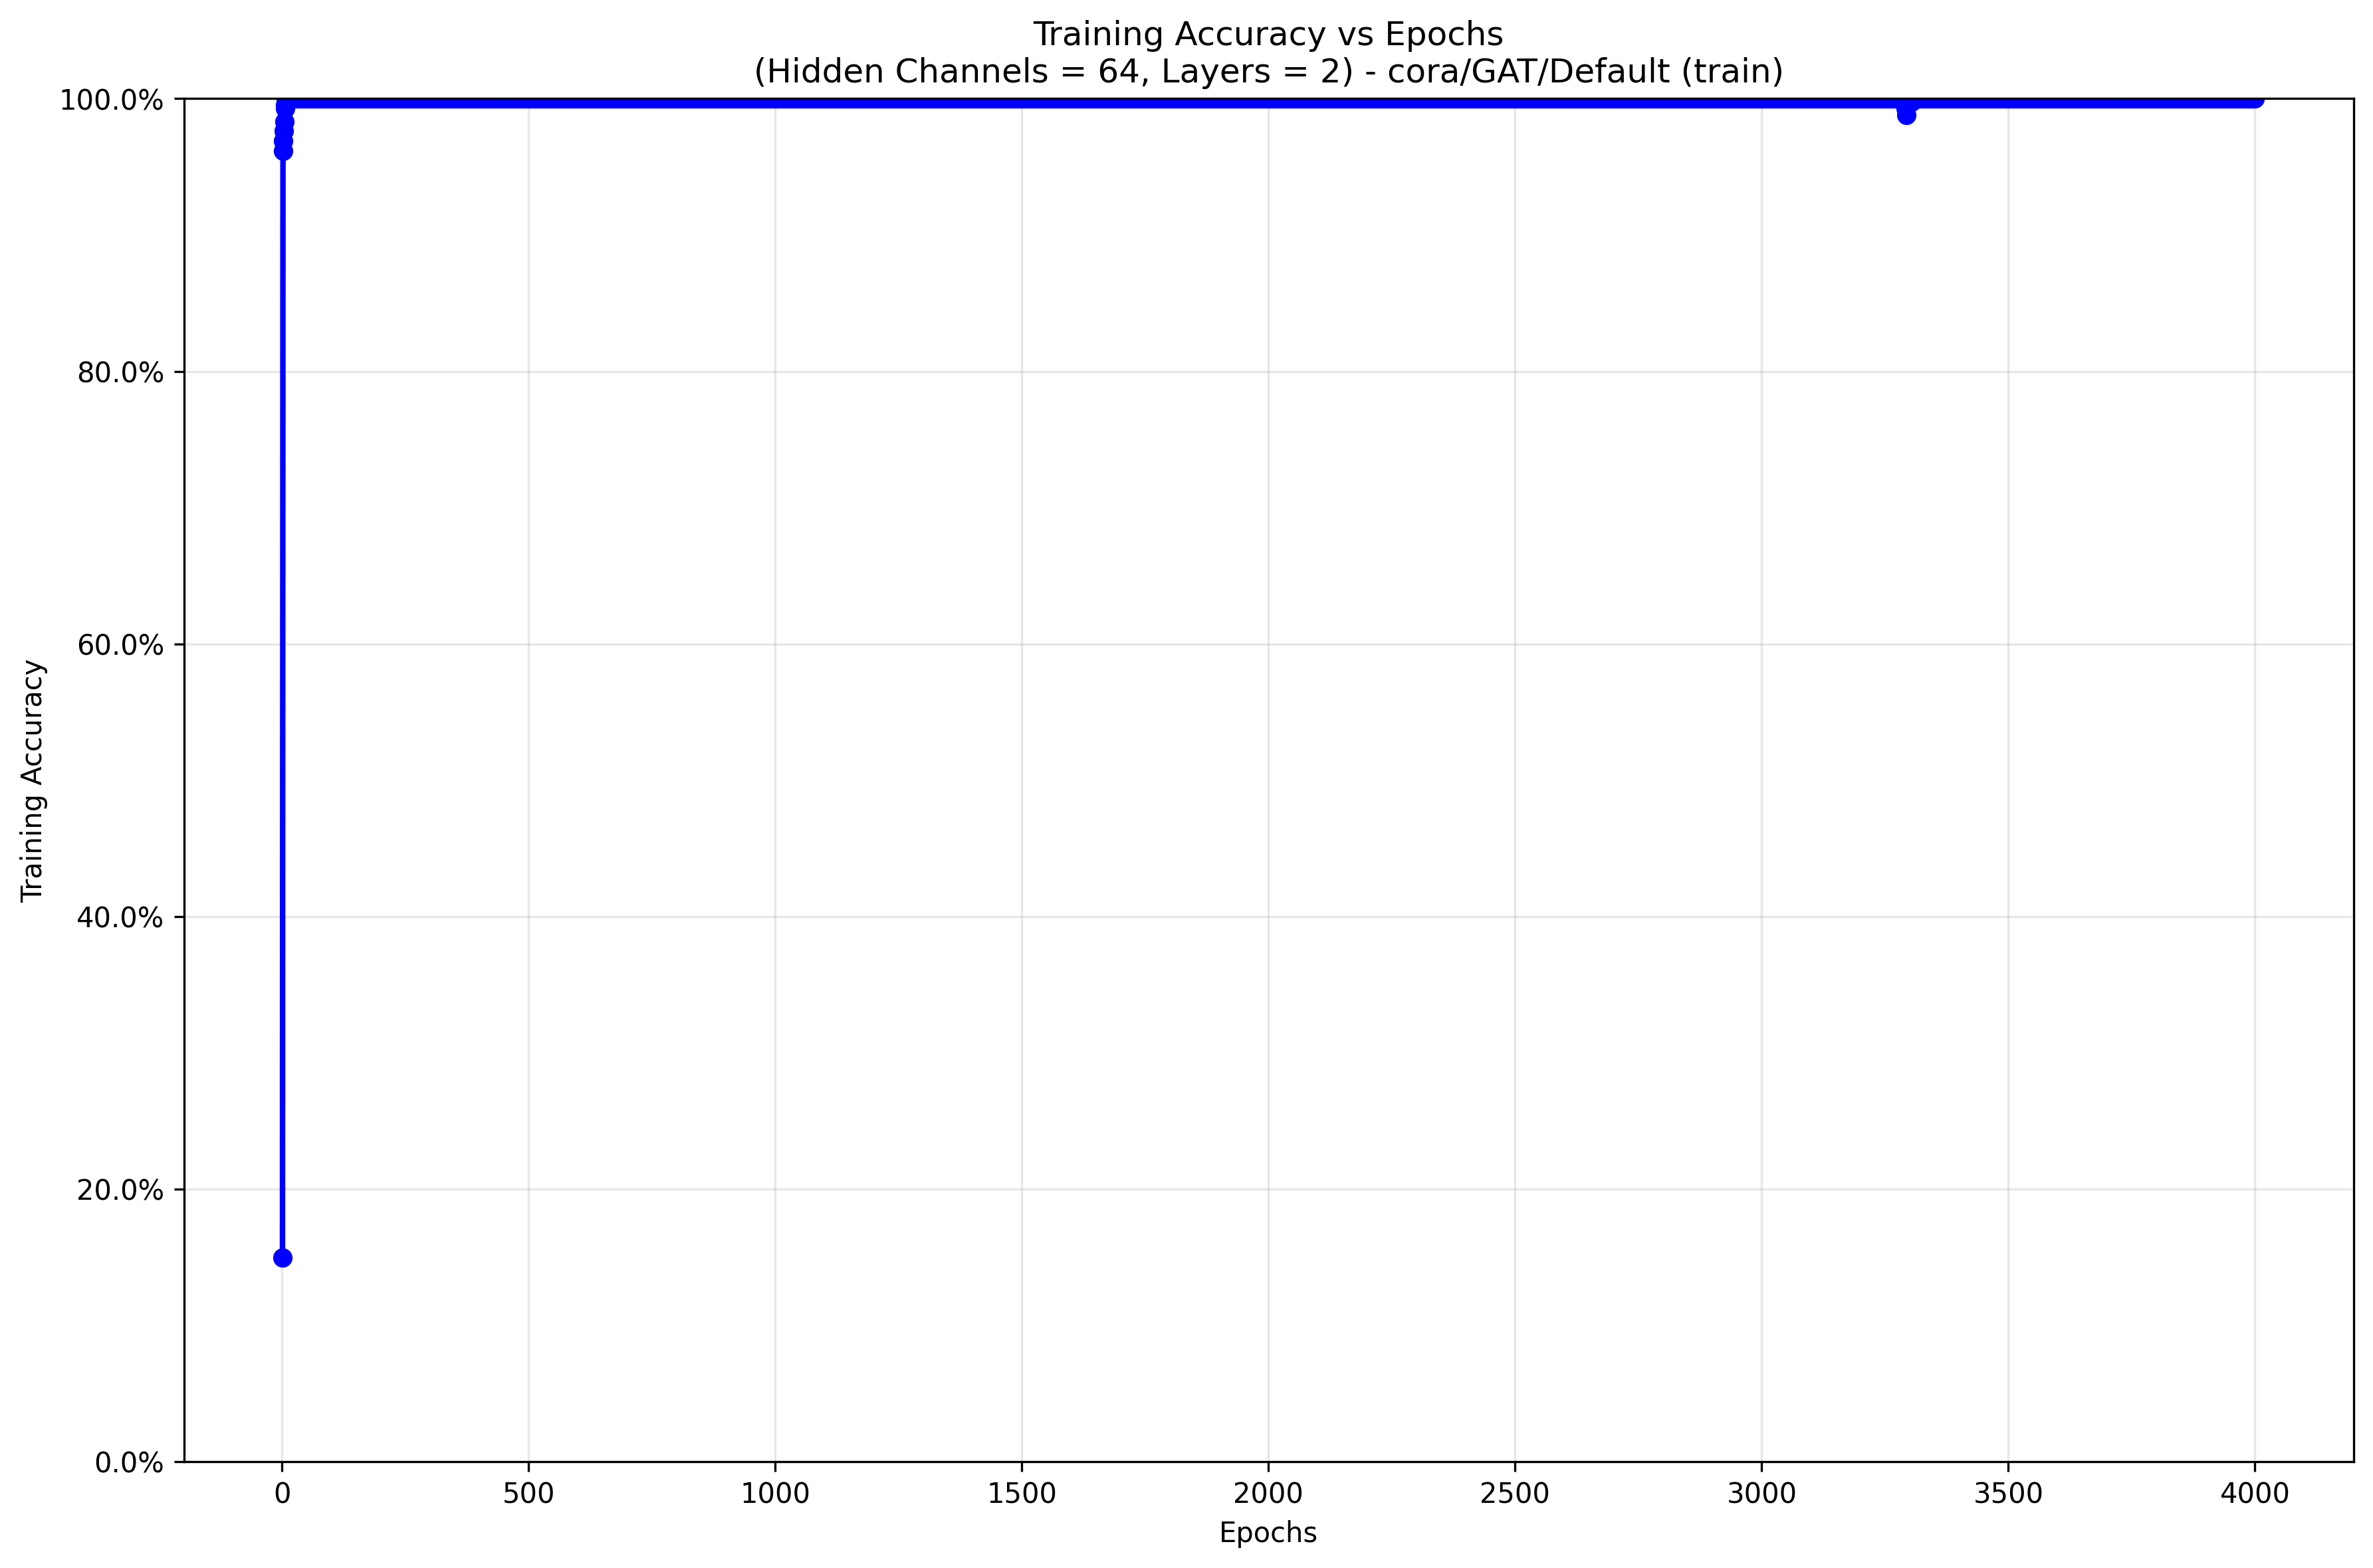 Training Accuracy vs Epochs
(Hidden Channels = 64, Layers = 2) - cora/GAT/Default (train)
100.0%
80.0%
60.0%
40.0%
20.0%
0.0%
Training Accuracy
0 500 1000 1500 2000 2500 3000 3500 4000
Epochs